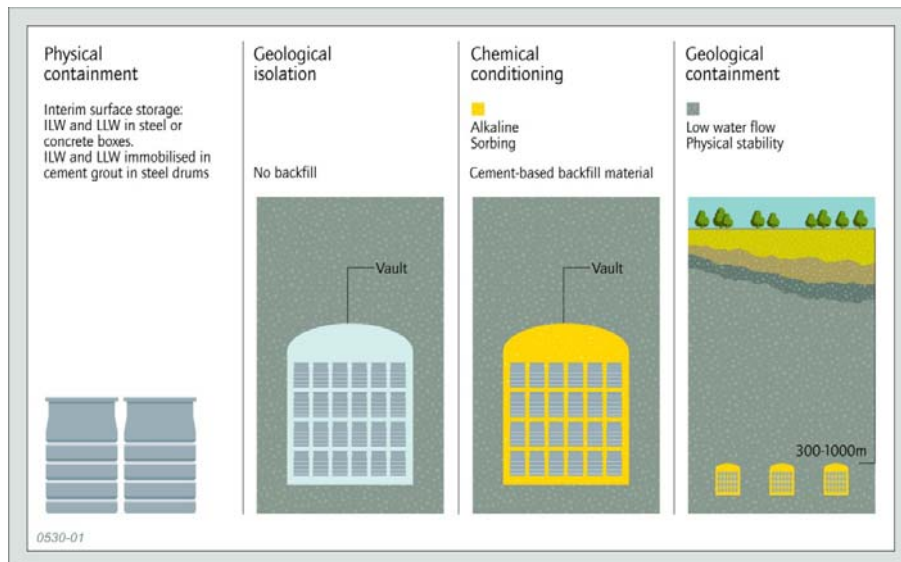 Physical
containment
Interim surface storage:
ILW and LLW in steel or
concrete boxes.
ILW and LLW immobilised in
cement grout in steel drums
Geological
isolation
No backfill
Vault
Chemical
conditioning
Alkaline
Sorbing
Cement-based backfill material
Vault
Geological
containment
Low water flow
Physical stability
300-1000m
0530-01